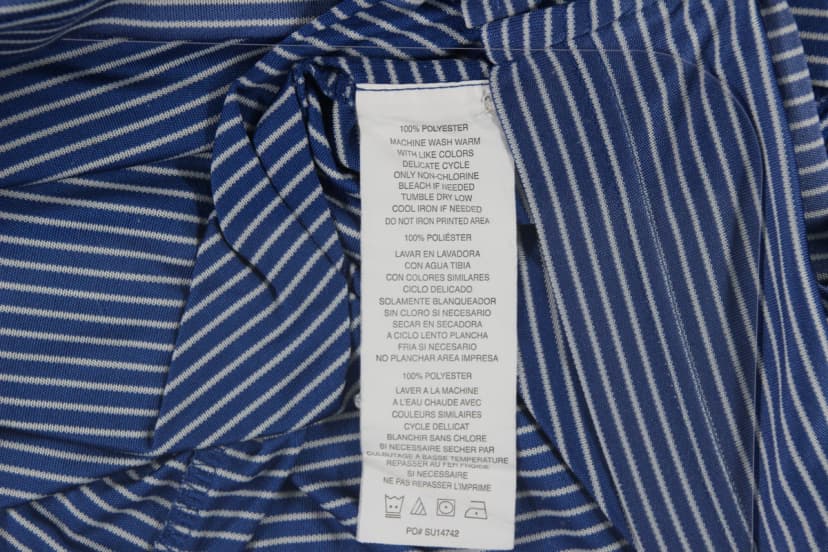 100% POLYESTER
MACHINE WASH WARM
WITH LIKE COLORS
DELICATE CYCLE
ONLY NON-CHLORINE
BLEACH IF NEEDED
TUMBLE DRY LOW
COOL IRON IF NEEDED
DO NOT IRON PRINTED AREA
100% POLIÉSTER
LAVAR EN LAVADORA
CON AGUA TIBIA
CON COLORES SIMILARES
CICLO DELICADO
SOLAMENTE BLANQUEADOR
SIN CLORO SI NECESARIO
SECAR EN SECADORA
A CICLO LENTO PLANCHA
FRIA SI NECESARIO
NO PLANCHAR AREA IMPRESA
100% POLYESTER
LAVER A LA MACHINE
A L'EAU CHAUDE AVEC
COULEURS SIMILAIRES
CYCLE DELLICAT
BLANCHIR SANS CHLORE
SI NECESSAIRE SECHER PAR
CULBUTAGE A BASSE TEMPERATURE
REPASSER AU FER FROIDE
SI NECESSAIRE
NE PAS REPASSER L'IMPRIME
PO# SU14742